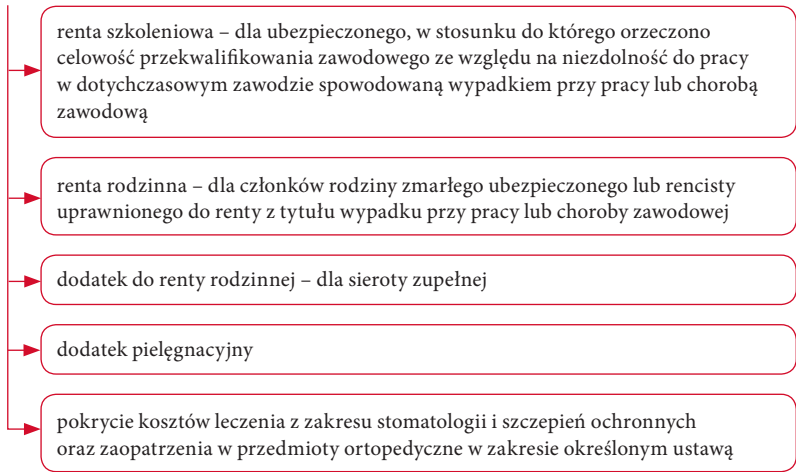 renta szkoleniowa – dla ubezpieczonego, w stosunku do którego orzeczono
celowość przekwalifikowania zawodowego ze względu na niezdolność do pracy
w dotychczasowym zawodzie spowodowaną wypadkiem przy pracy lub chorobą
zawodową
renta rodzinna – dla członków rodziny zmarłego ubezpieczonego lub rencisty
uprawnionego do renty z tytułu wypadku przy pracy lub choroby zawodowej
dodatek do renty rodzinnej – dla sieroty zupełnej
dodatek pielęgnacyjny
pokrycie kosztów leczenia z zakresu stomatologii i szczepień ochronnych
oraz zaopatrzenia w przedmioty ortopedyczne w zakresie określonym ustawą